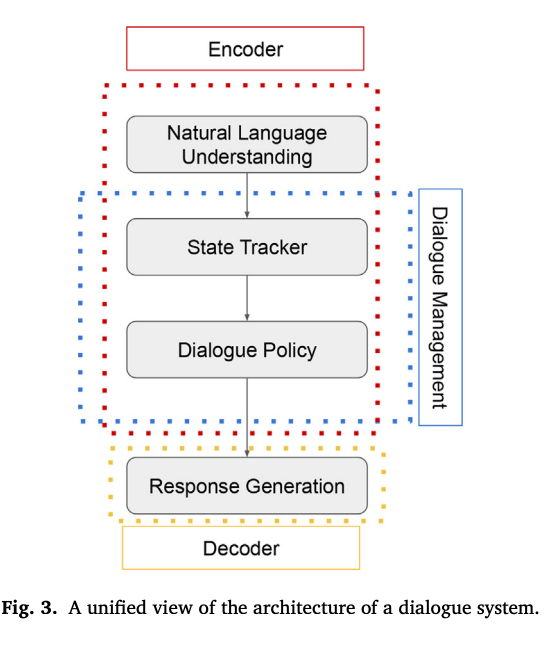 Encoder
Natural Language
Understanding
State Tracker
Dialogue Policy
Dialogue Management
Response Generation
Decoder
Fig. 3. A unified view of the architecture of a dialogue system.